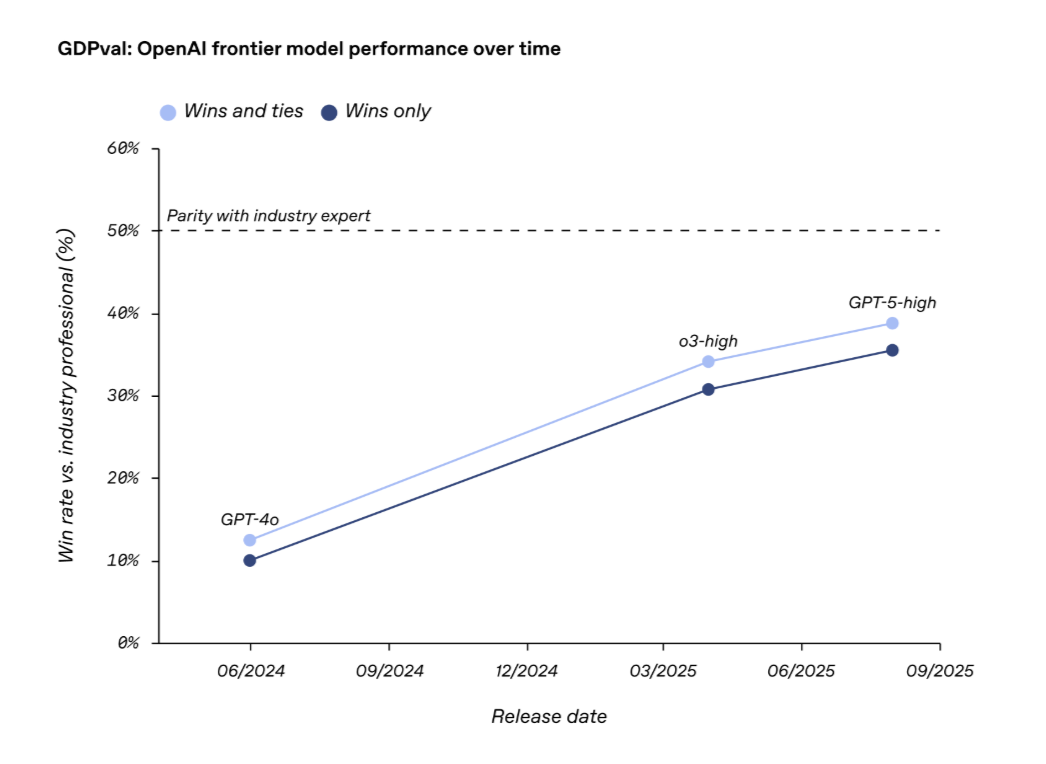 GDPval: OpenAI frontier model performance over time
Wins and ties Wins only
60%
Parity with industry expert
50%
GPT-5-high
40%
o3-high
30%
20%
GPT-4o
10%
0%
Win rate vs. industry professional (%)
06/2024 09/2024 12/2024 03/2025 06/2025 09/2025
Release date